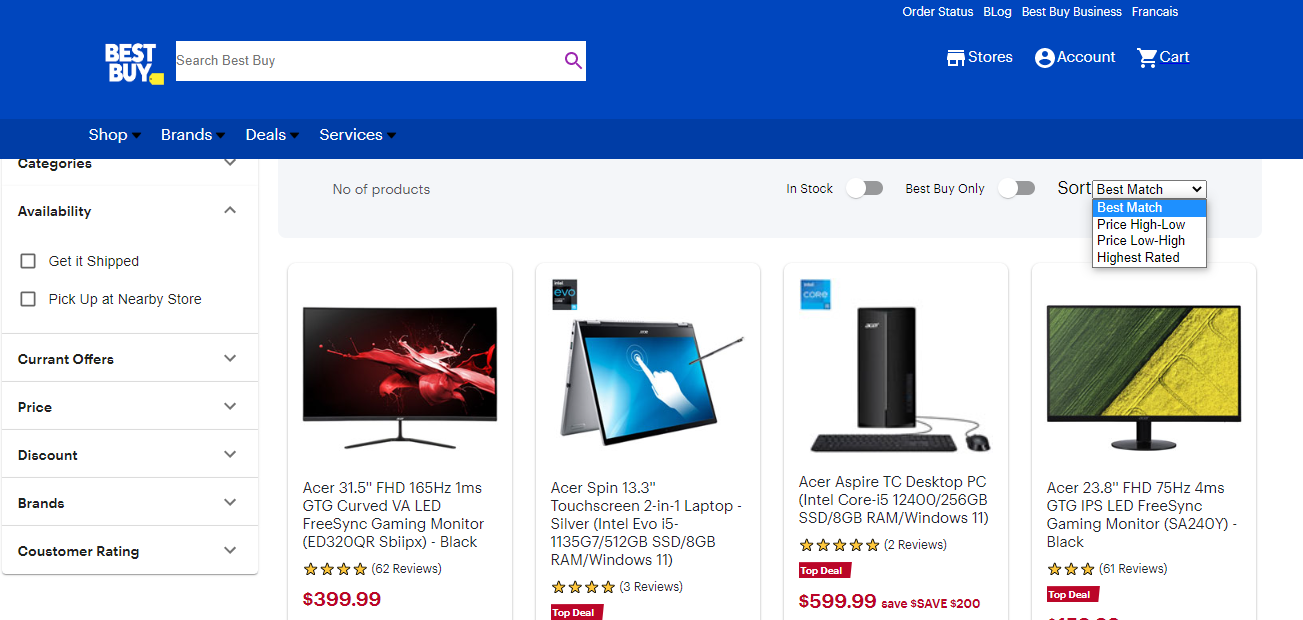 Order Status BLog Best Buy Business Francais
BEST
BUY
Search Best Buy
Stores Account Cart
Shop Brands Deals Services
Categories
No of products
In Stock
Best Buy Only
Sort Best Match
Best Match
Price High-Low
Price Low-High
Highest Rated
Availability
Get it Shipped
Pick Up at Nearby Store
Currant Offers
Price
Discount
Brands
Coustomer Rating
Acer 31.5" FHD 165Hz 1ms
GTG Curved VA LED
FreeSync Gaming Monitor
(ED320QR Sbiipx) - Black
(62 Reviews)
$399.99
intel
evo
Acer Spin 13.3"
Touchscreen 2-in-1 Laptop -
Silver (Intel Evo i5-
1135G7/512GB SSD/8GB
RAM/Windows 11)
(3 Reviews)
Top Deal
intel
core
acer
Acer Aspire TC Desktop PC
(Intel Core-i5 12400/256GB
SSD/8GB RAM/Windows 11)
(2 Reviews)
Top Deal
$599.99 save $SAVE $200
Acer 23.8" FHD 75Hz 4ms
GTG IPS LED FreeSync
Gaming Monitor (SA240Y) -
Black
(61 Reviews)
Top Deal